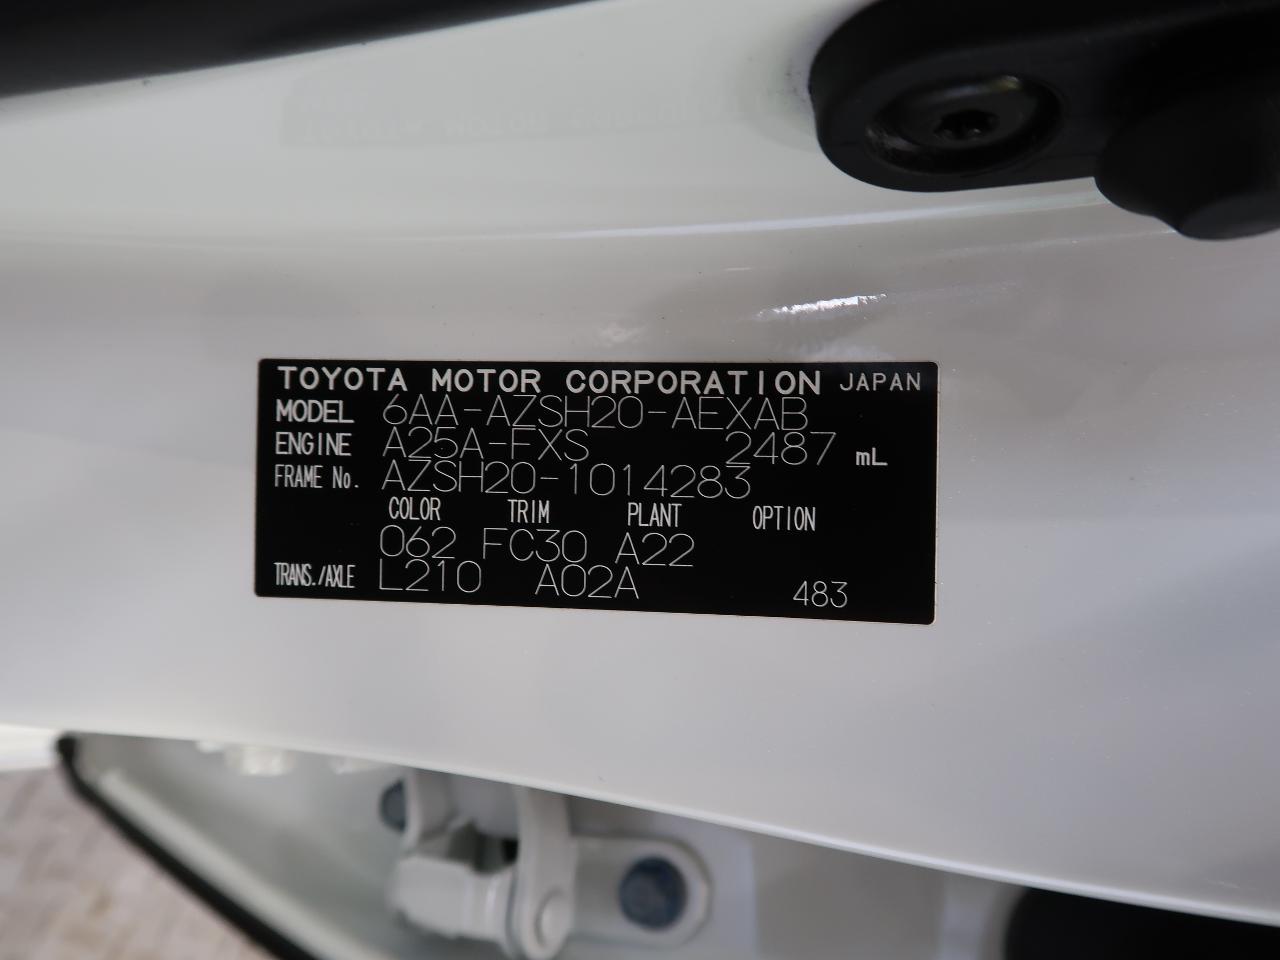 TOYOTA MOTOR CORPORATION JAPAN
MODEL 6AA-AZSH20-AEXAB
ENGINE A25A-FXS 2487 mL
FRAME No. AZSH20-1014283
COLOR TRIM PLANT OPTION
062 FC30 A22
TRANS./AXLE L210 A02A 483